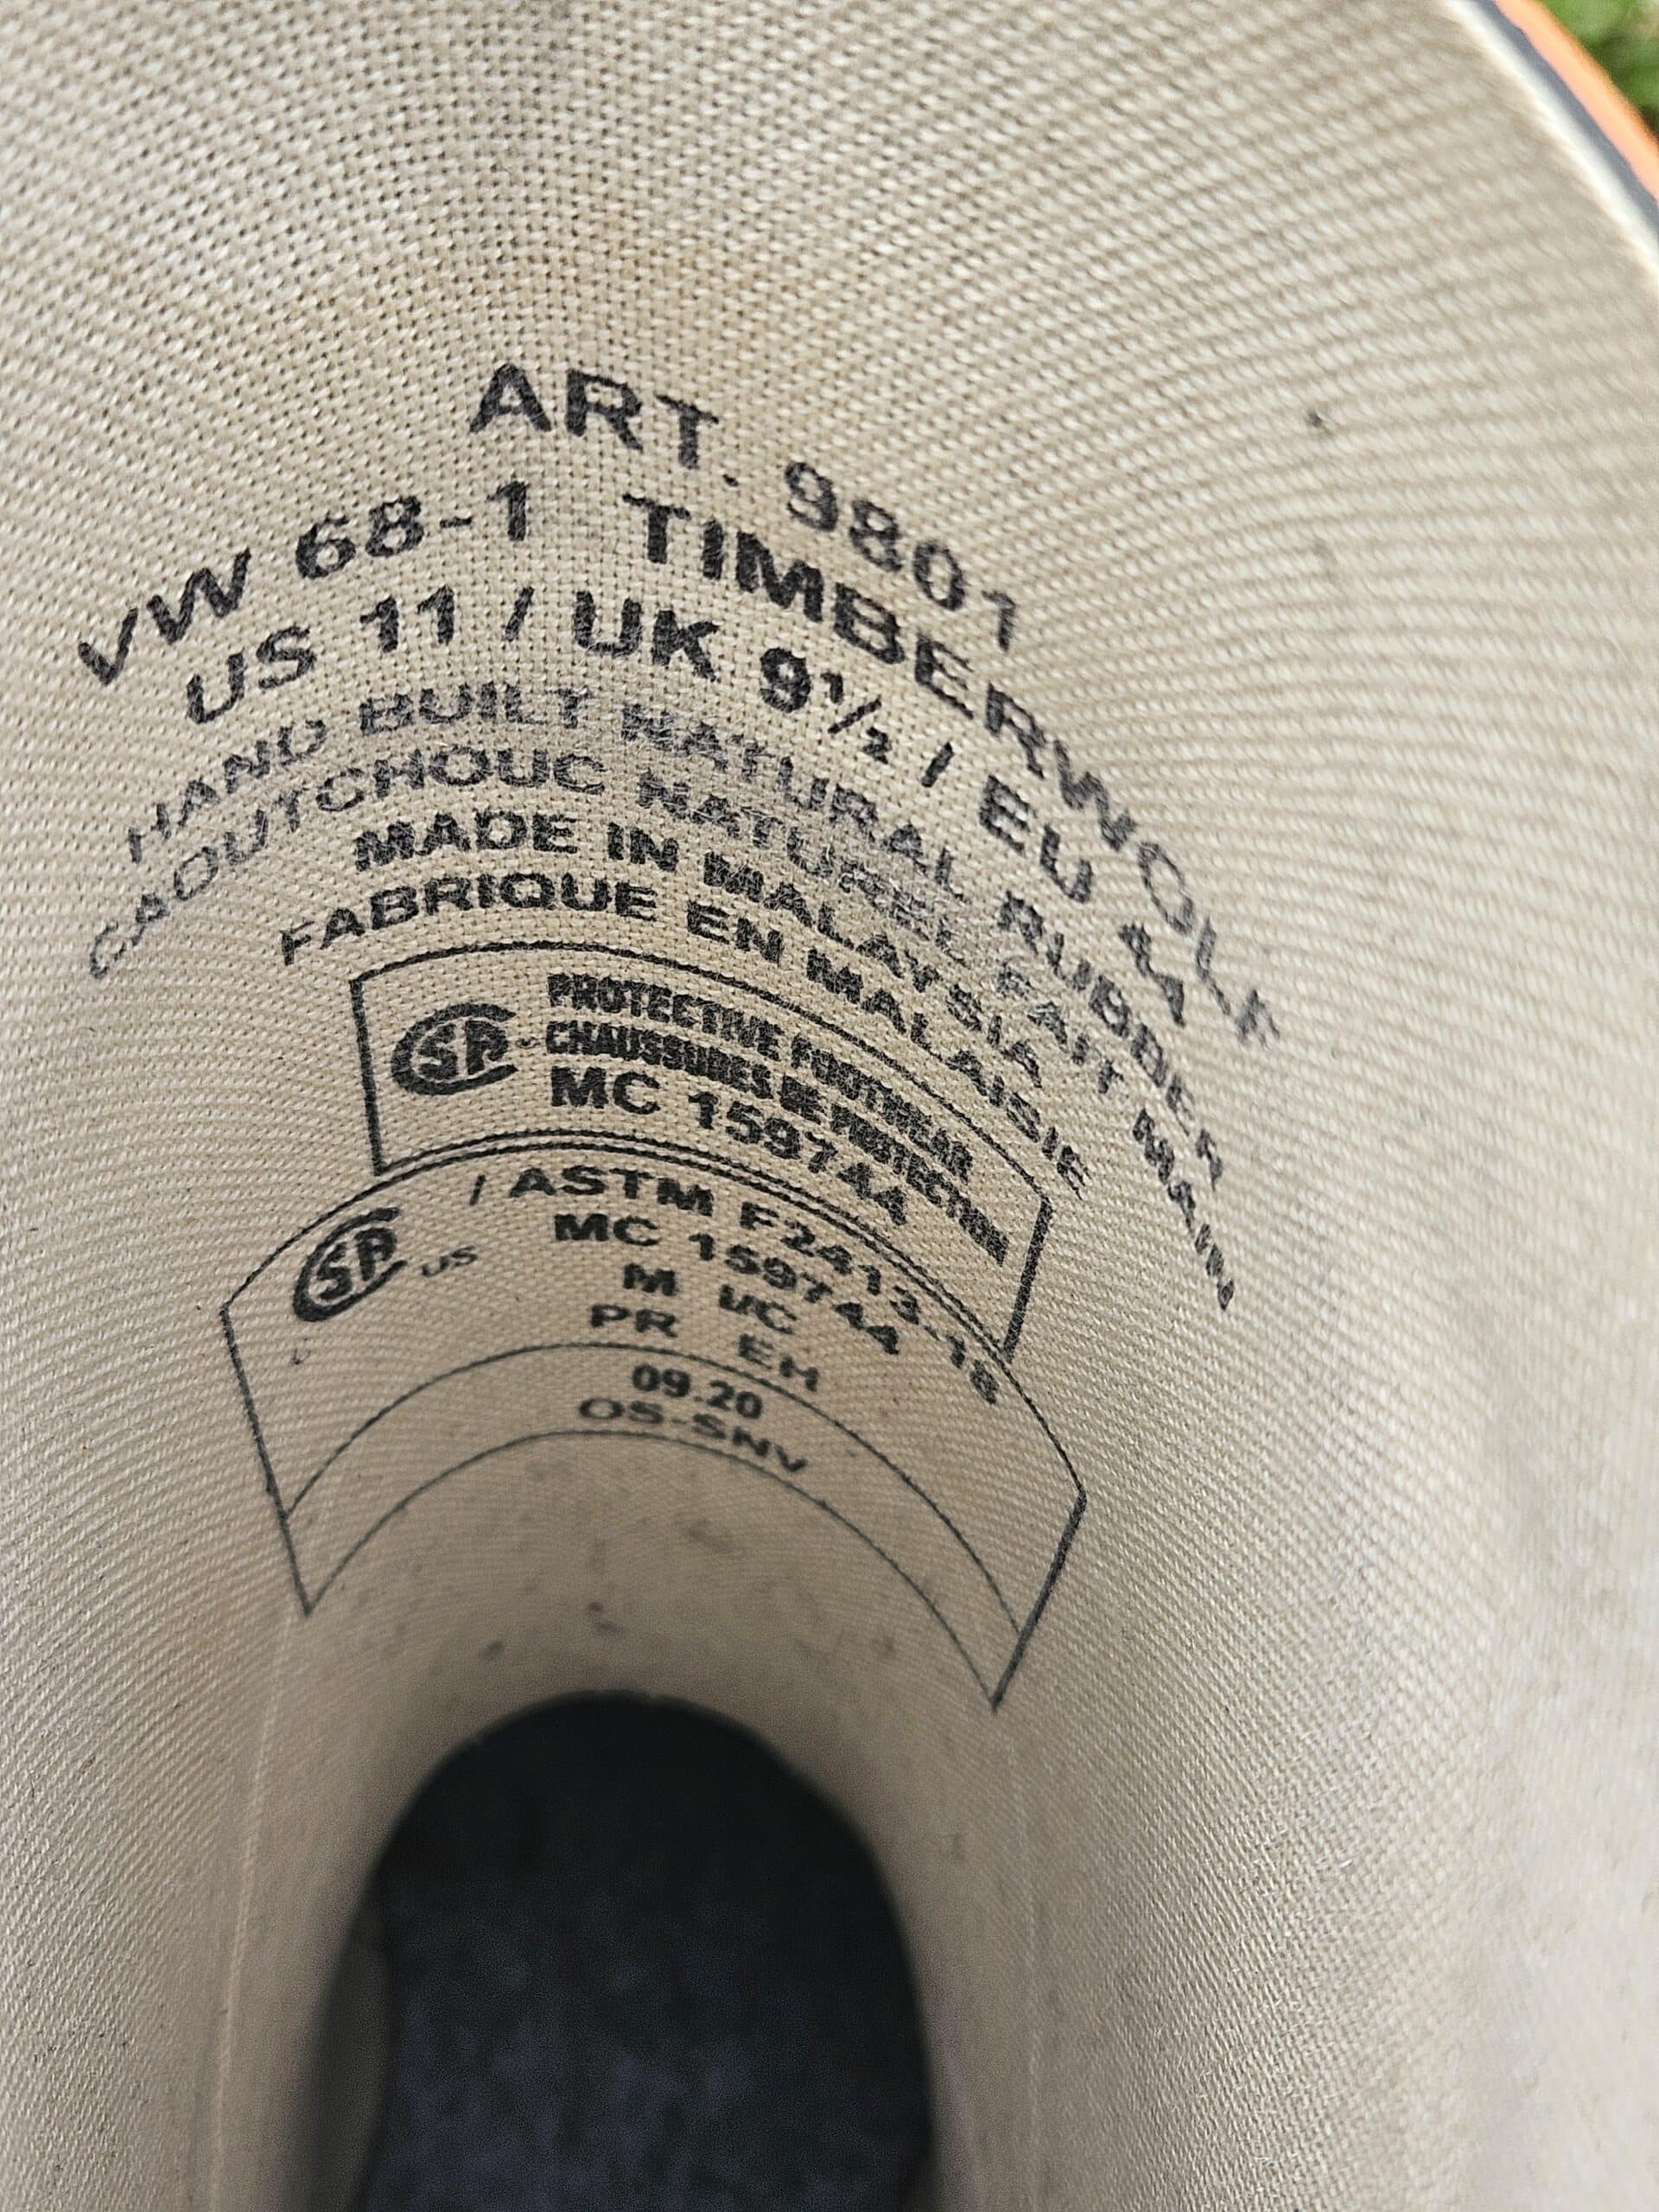 ART. 9801
VW 68-1 TIMBERWOLF
US 11 / UK 9½ / EU 44
HAND BUILT NATURAL RUBBER
CAOUTCHOUC NATUREL FAIT MAIN
MADE IN MALAYSIA
FABRIQUE EN MALAISIE
CSA PROTECTIVE FOOTWEAR
CHAUSSURES DE PROTECTION
MC 159744
CSA US / ASTM F2413-18
MC 159744
M I/C
PR EH
09.20
OS-SNV